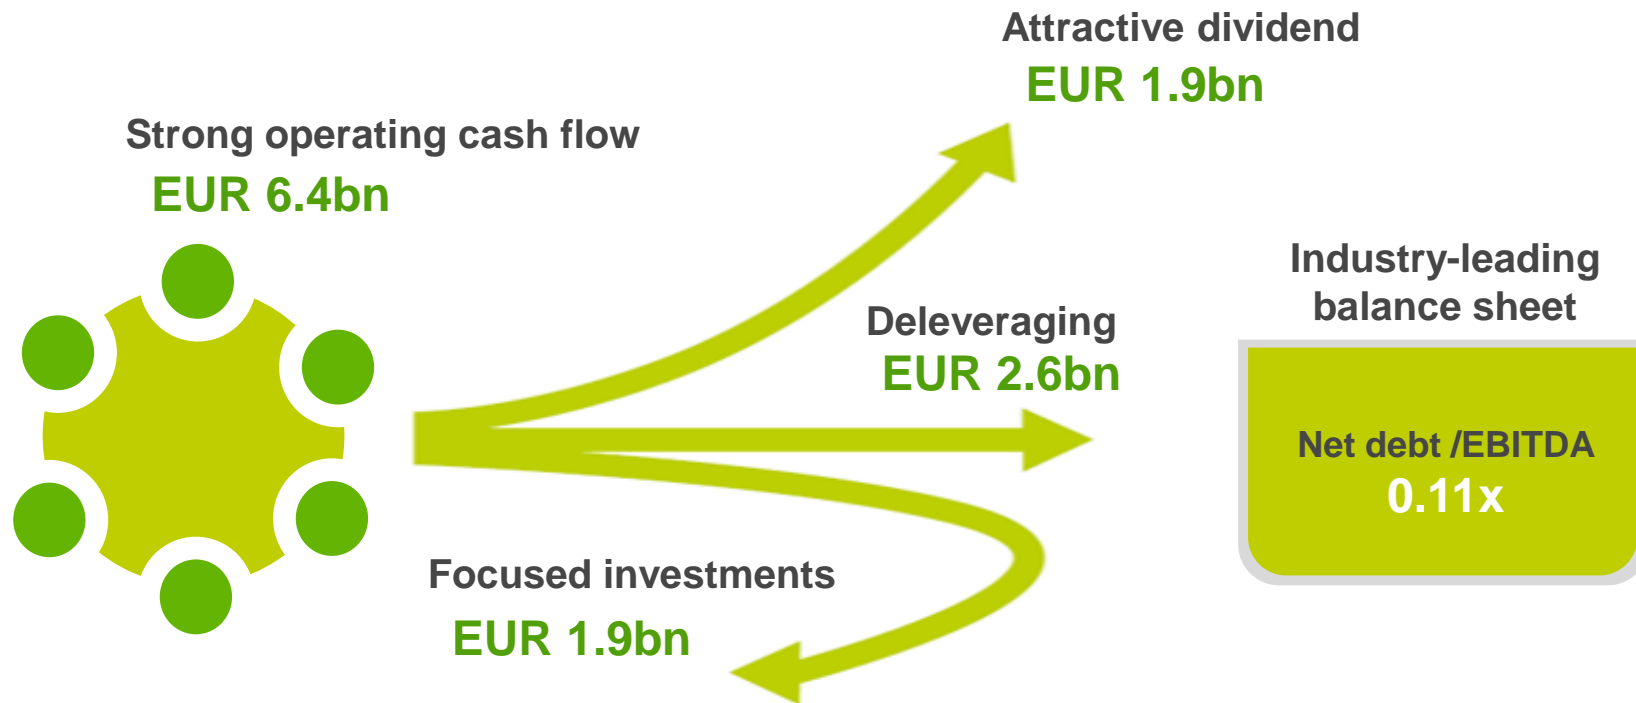 Attractive dividend
EUR 1.9bn
Strong operating cash flow
EUR 6.4bn
Industry-leading
balance sheet
Deleveraging
EUR 2.6bn
Net debt /EBITDA
0.11x
Focused investments
EUR 1.9bn